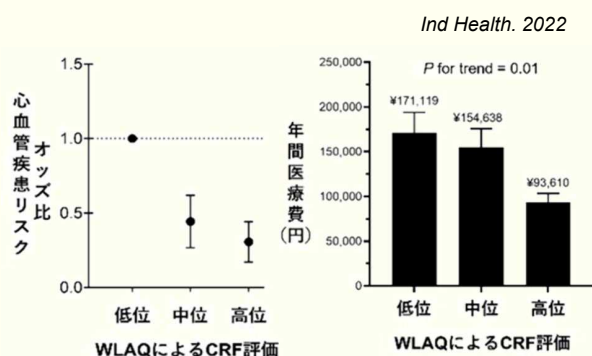 Ind Health. 2022
1.5
1.0
0.5
0.0
心血管疾患リスク
オッズ比
低位 中位 高位
WLAQによるCRF評価
P for trend = 0.01
250,000
200,000
150,000
100,000
50,000
0
年間医療費
(円)
¥171,119
¥154,638
¥93,610
低位 中位 高位
WLAQによるCRF評価